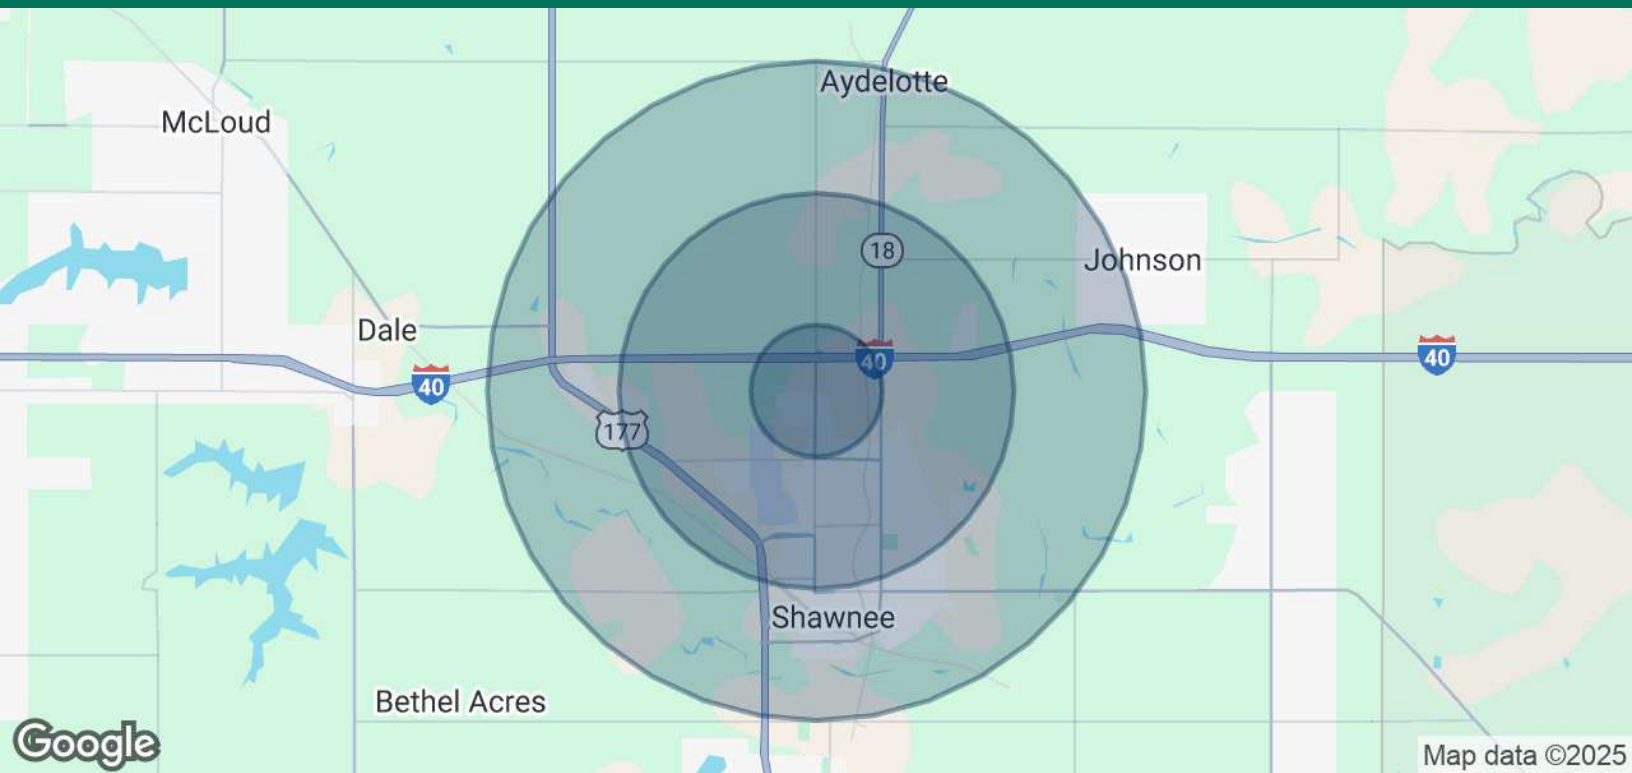 Aydelotte
McLoud
18
Johnson
Dale
40
40
40
177
Shawnee
Bethel Acres
Google
Map data ©2025